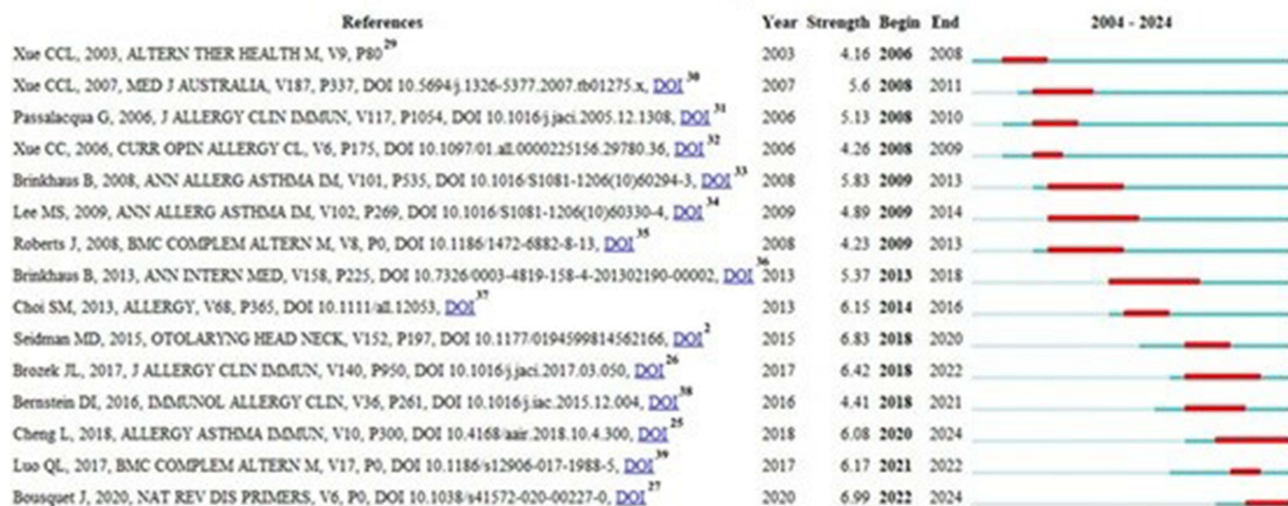 References Year Strength Begin End 2004 - 2024
Xue CCL, 2003, ALTERN THER HEALTH M, V9, P80 29 2003 4.16 2006 2008
Xue CCL, 2007, MED J AUSTRALIA, V187, P337, DOI 10.5694/j.1326-5377.2007.tb01275.x, DOI 30 2007 5.6 2008 2011
Passalacqua G, 2006, J ALLERGY CLIN IMMUN, V117, P1054, DOI 10.1016/j.jaci.2005.12.1308, DOI 31 2006 5.13 2008 2010
Xue CC, 2006, CURR OPIN ALLERGY CL, V6, P175, DOI 10.1097/01.all.0000225156.29780.36, DOI 32 2006 4.26 2008 2009
Brinkhaus B, 2008, ANN ALLERG ASTHMA IM, V101, P535, DOI 10.1016/S1081-1206(10)60294-3, DOI 33 2008 5.83 2009 2013
Lee MS, 2009, ANN ALLERG ASTHMA IM, V102, P269, DOI 10.1016/S1081-1206(10)60330-4, DOI 34 2009 4.89 2009 2014
Roberts J, 2008, BMC COMPLEM ALTERN M, V8, P0, DOI 10.1186/1472-6882-8-13, DOI 35 2008 4.23 2009 2013
Brinkhaus B, 2013, ANN INTERN MED, V158, P225, DOI 10.7326/0003-4819-158-4-201302190-00002, DOI 36 2013 5.37 2013 2018
Choi SM, 2013, ALLERGY, V68, P365, DOI 10.1111/all.12053, DOI 37 2013 6.15 2014 2016
Seidman MD, 2015, OTOLARYNG HEAD NECK, V152, P197, DOI 10.1177/0194599814562166, DOI 2 2015 6.83 2018 2020
Brozek JL, 2017, J ALLERGY CLIN IMMUN, V140, P950, DOI 10.1016/j.jaci.2017.03.050, DOI 26 2017 6.42 2018 2022
Bernstein DI, 2016, IMMUNOL ALLERGY CLIN, V36, P261, DOI 10.1016/j.iac.2015.12.004, DOI 38 2016 4.41 2018 2021
Cheng L, 2018, ALLERGY ASTHMA IMMUN, V10, P300, DOI 10.4168/aair.2018.10.4.300, DOI 25 2018 6.08 2020 2024
Luo QL, 2017, BMC COMPLEM ALTERN M, V17, P0, DOI 10.1186/s12906-017-1988-5, DOI 39 2017 6.17 2021 2022
Bousquet J, 2020, NAT REV DIS PRIMERS, V6, P0, DOI 10.1038/s41572-020-00227-0, DOI 27 2020 6.99 2022 2024